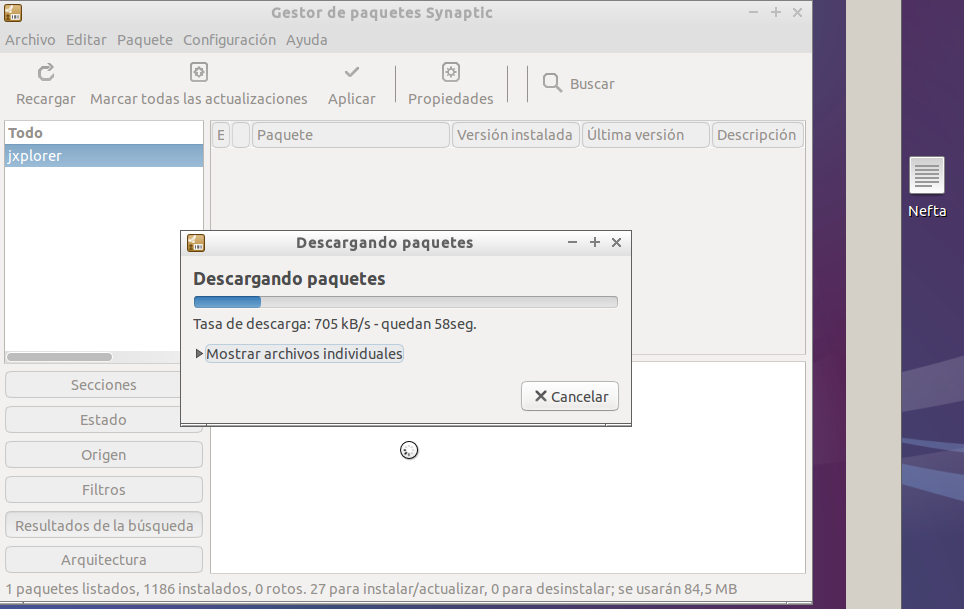 Gestor de paquetes Synaptic
Archivo Editar Paquete Configuración Ayuda
Recargar Marcar todas las actualizaciones Aplicar Propiedades Buscar
Todo
jxplorer
E Paquete Versión instalada Última versión Descripción
Nefta
Descargando paquetes
Descargando paquetes
Tasa de descarga: 705 kB/s - quedan 58seg.
Mostrar archivos individuales
Cancelar
Secciones
Estado
Origen
Filtros
Resultados de la búsqueda
Arquitectura
1 paquetes listados, 1186 instalados, 0 rotos. 27 para instalar/actualizar, 0 para desinstalar; se usarán 84,5 MB